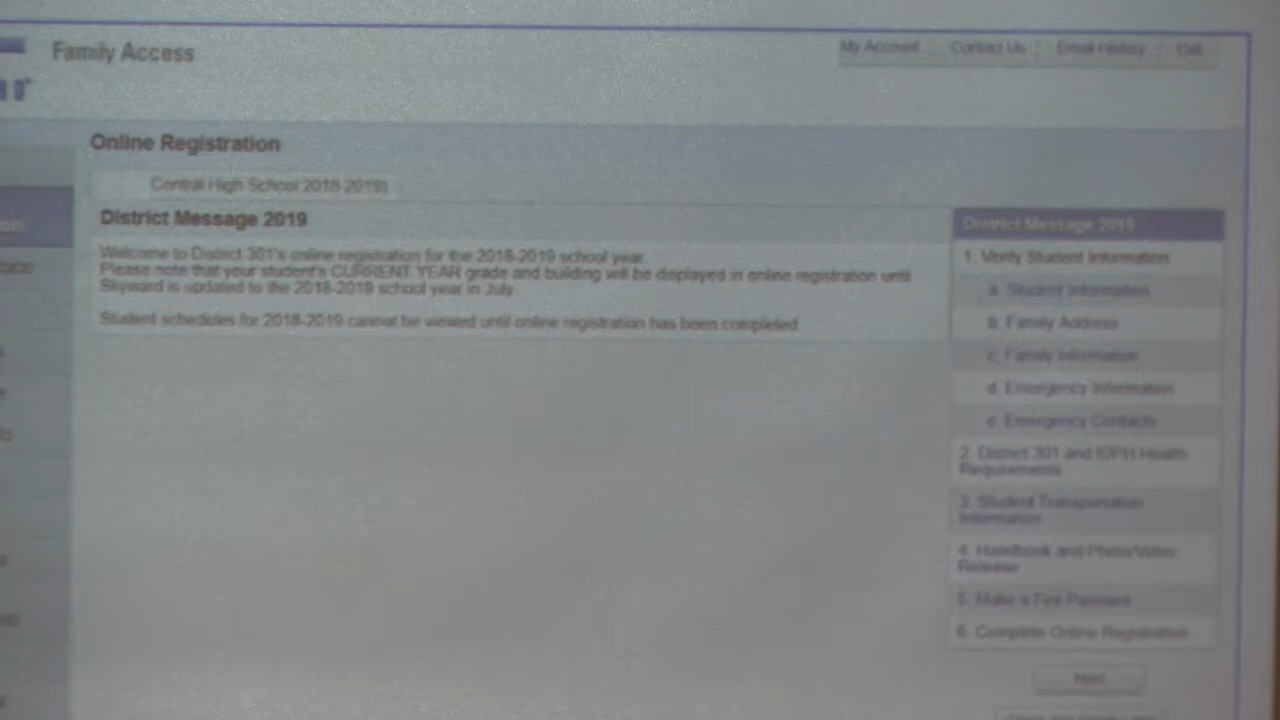 Family Access
My Account
Contact Us
Email History
Exit
Online Registration
Central High School 2018-2019)
District Message 2019
Welcome to District 301's online registration for the 2018-2019 school year.
Please note that your student's CURRENT YEAR grade and building will be displayed in online registration until
Skyward is updated to the 2018-2019 school year in July.
Student schedules for 2018-2019 cannot be viewed until online registration has been completed.
District Message 2019
1. Verify Student Information
a. Student Information
b. Family Address
c. Family Information
d. Emergency Information
e. Emergency Contacts
2. District 301 and IDPH Health
Requirements
3. Student Transportation
Information
4. Handbook and Photo/Video
Release
5. Make a Fee Payment
6. Complete Online Registration
Next